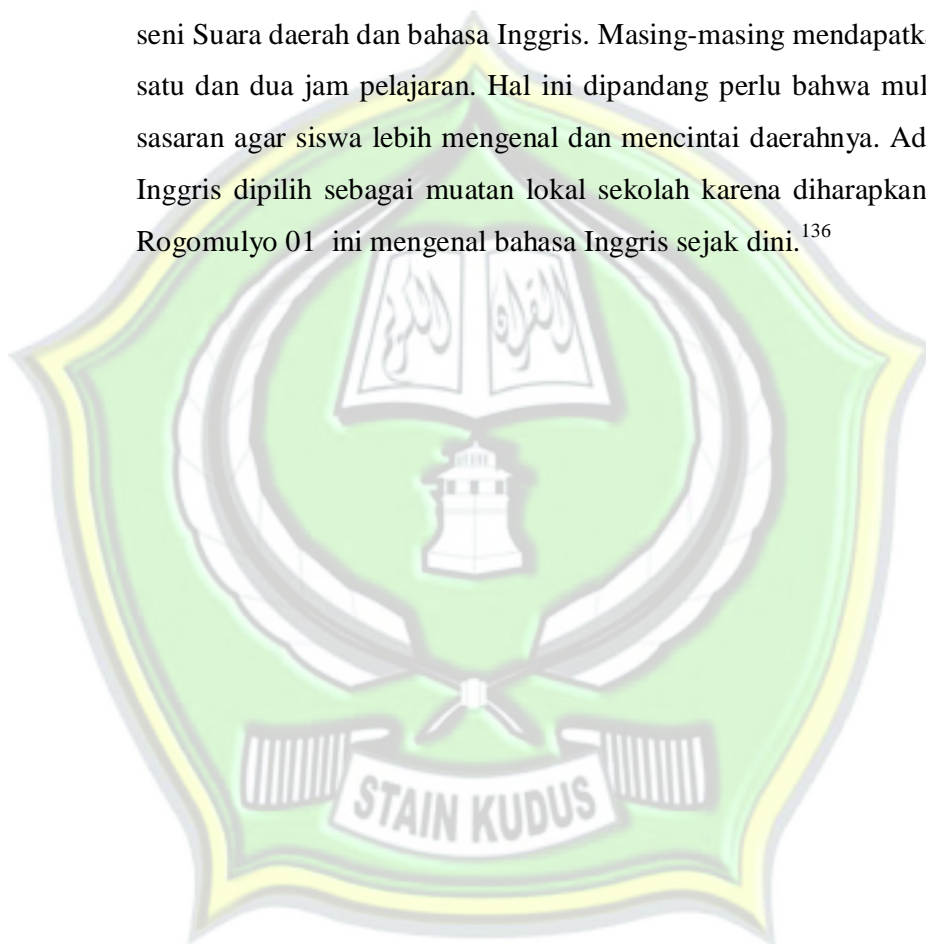 seni Suara daerah dan bahasa Inggris. Masing-masing mendapatka
satu dan dua jam pelajaran. Hal ini dipandang perlu bahwa mul
sasaran agar siswa lebih mengenal dan mencintai daerahnya. Ad
Inggris dipilih sebagai muatan lokal sekolah karena diharapkan
Rogomulyo 01 ini mengenal bahasa Inggris sejak dini.136
STAIN KUDUS